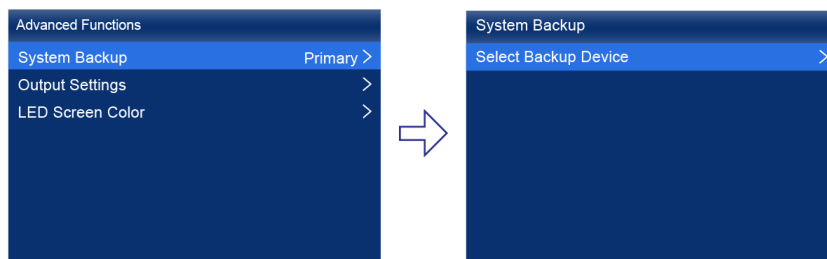 Advanced Functions
System Backup Primary >
Output Settings >
LED Screen Color >
System Backup
Select Backup Device >